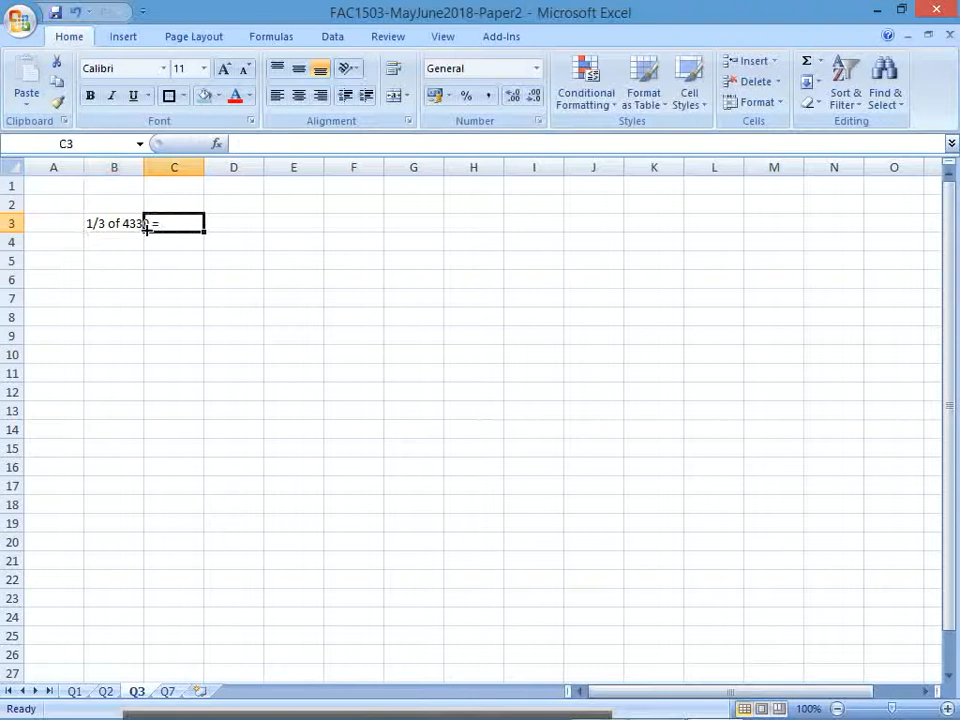 FAC1503-MayJune2018-Paper2 - Microsoft Excel
Home Insert Page Layout Formulas Data Review View Add-Ins
Calibri 11 General Insert Σ
Paste B I U A % , Delete
Conditional Formatting Format as Table Cell Styles Format Sort & Filter Find & Select
Clipboard Font Alignment Number Styles Cells Editing
C3 fx
A B C D E F G H I J K L M N O
1
2
3 1/3 of =
4
5
6
7
8
9
10
11
12
13
14
15
16
17
18
19
20
21
22
23
24
25
26
27
Q1 Q2 Q3 Q7
Ready 100%